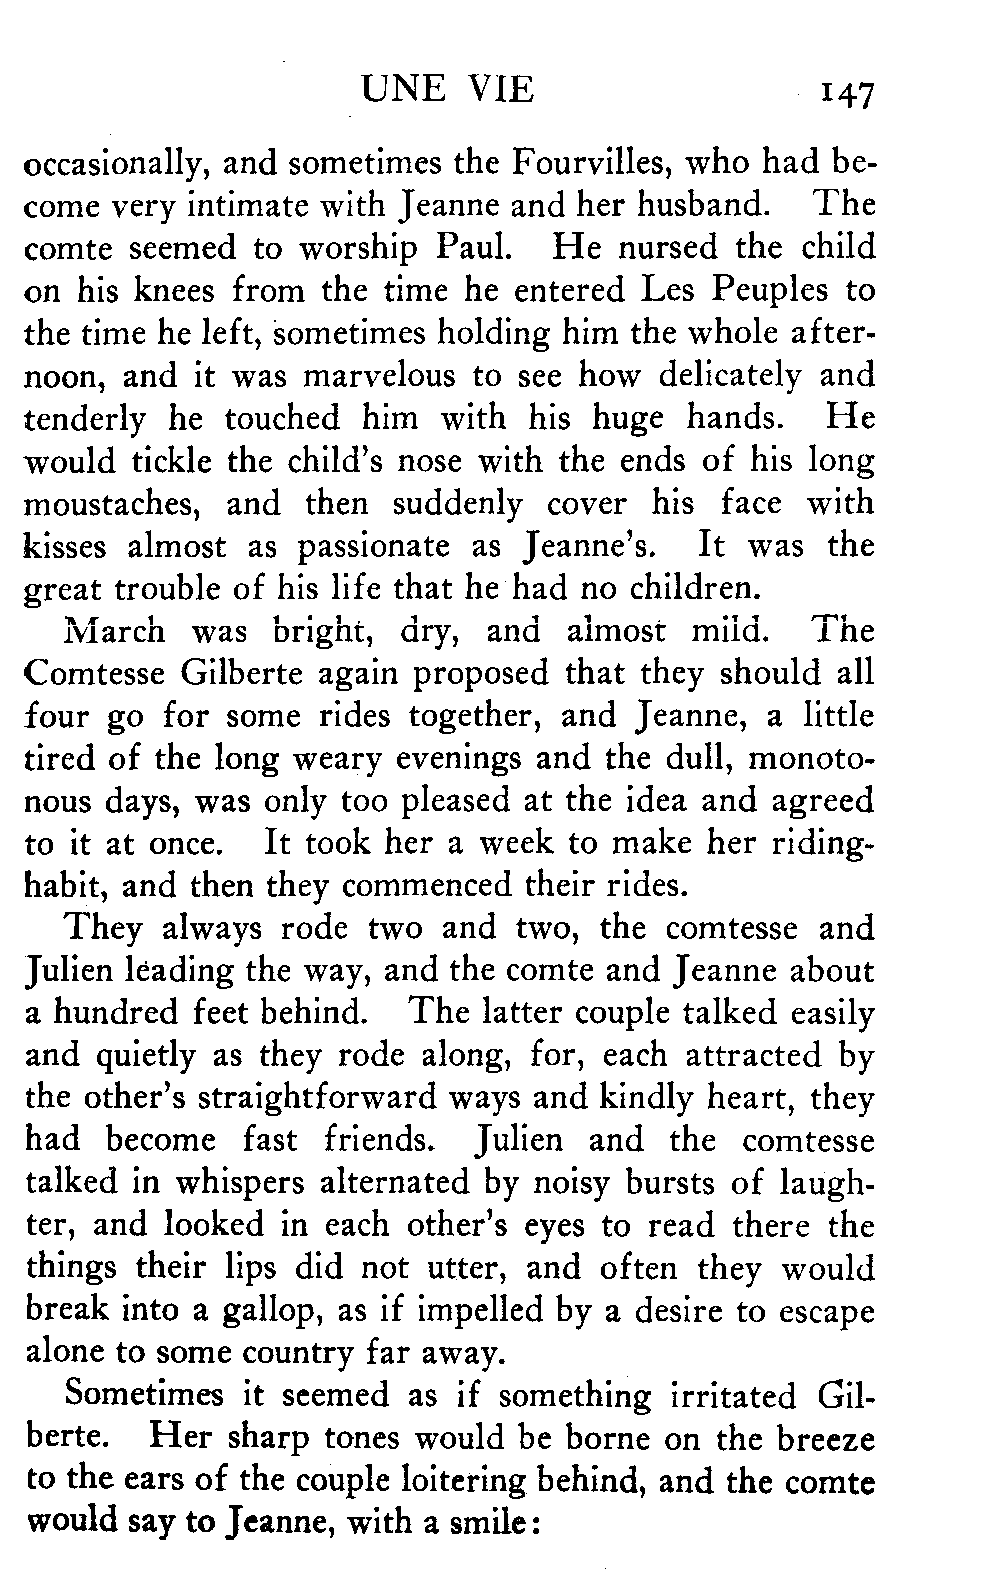 UNE VIE 147
occasionally, and sometimes the Fourvilles, who had be-
come very intimate with Jeanne and her husband. The
comte seemed to worship Paul. He nursed the child
on his knees from the time he entered Les Peuples to
the time he left, sometimes holding him the whole after-
noon, and it was marvelous to see how delicately and
tenderly he touched him with his huge hands. He
would tickle the child's nose with the ends of his long
moustaches, and then suddenly cover his face with
kisses almost as passionate as Jeanne's. It was the
great trouble of his life that he had no children.
March was bright, dry, and almost mild. The
Comtesse Gilberte again proposed that they should all
four go for some rides together, and Jeanne, a little
tired of the long weary evenings and the dull, monoto-
nous days, was only too pleased at the idea and agreed
to it at once. It took her a week to make her riding-
habit, and then they commenced their rides.
They always rode two and two, the comtesse and
Julien leading the way, and the comte and Jeanne about
a hundred feet behind. The latter couple talked easily
and quietly as they rode along, for, each attracted by
the other's straightforward ways and kindly heart, they
had become fast friends. Julien and the comtesse
talked in whispers alternated by noisy bursts of laugh-
ter, and looked in each other's eyes to read there the
things their lips did not utter, and often they would
break into a gallop, as if impelled by a desire to escape
alone to some country far away.
Sometimes it seemed as if something irritated Gil-
berte. Her sharp tones would be borne on the breeze
to the ears of the couple loitering behind, and the comte
would say to Jeanne, with a smile: